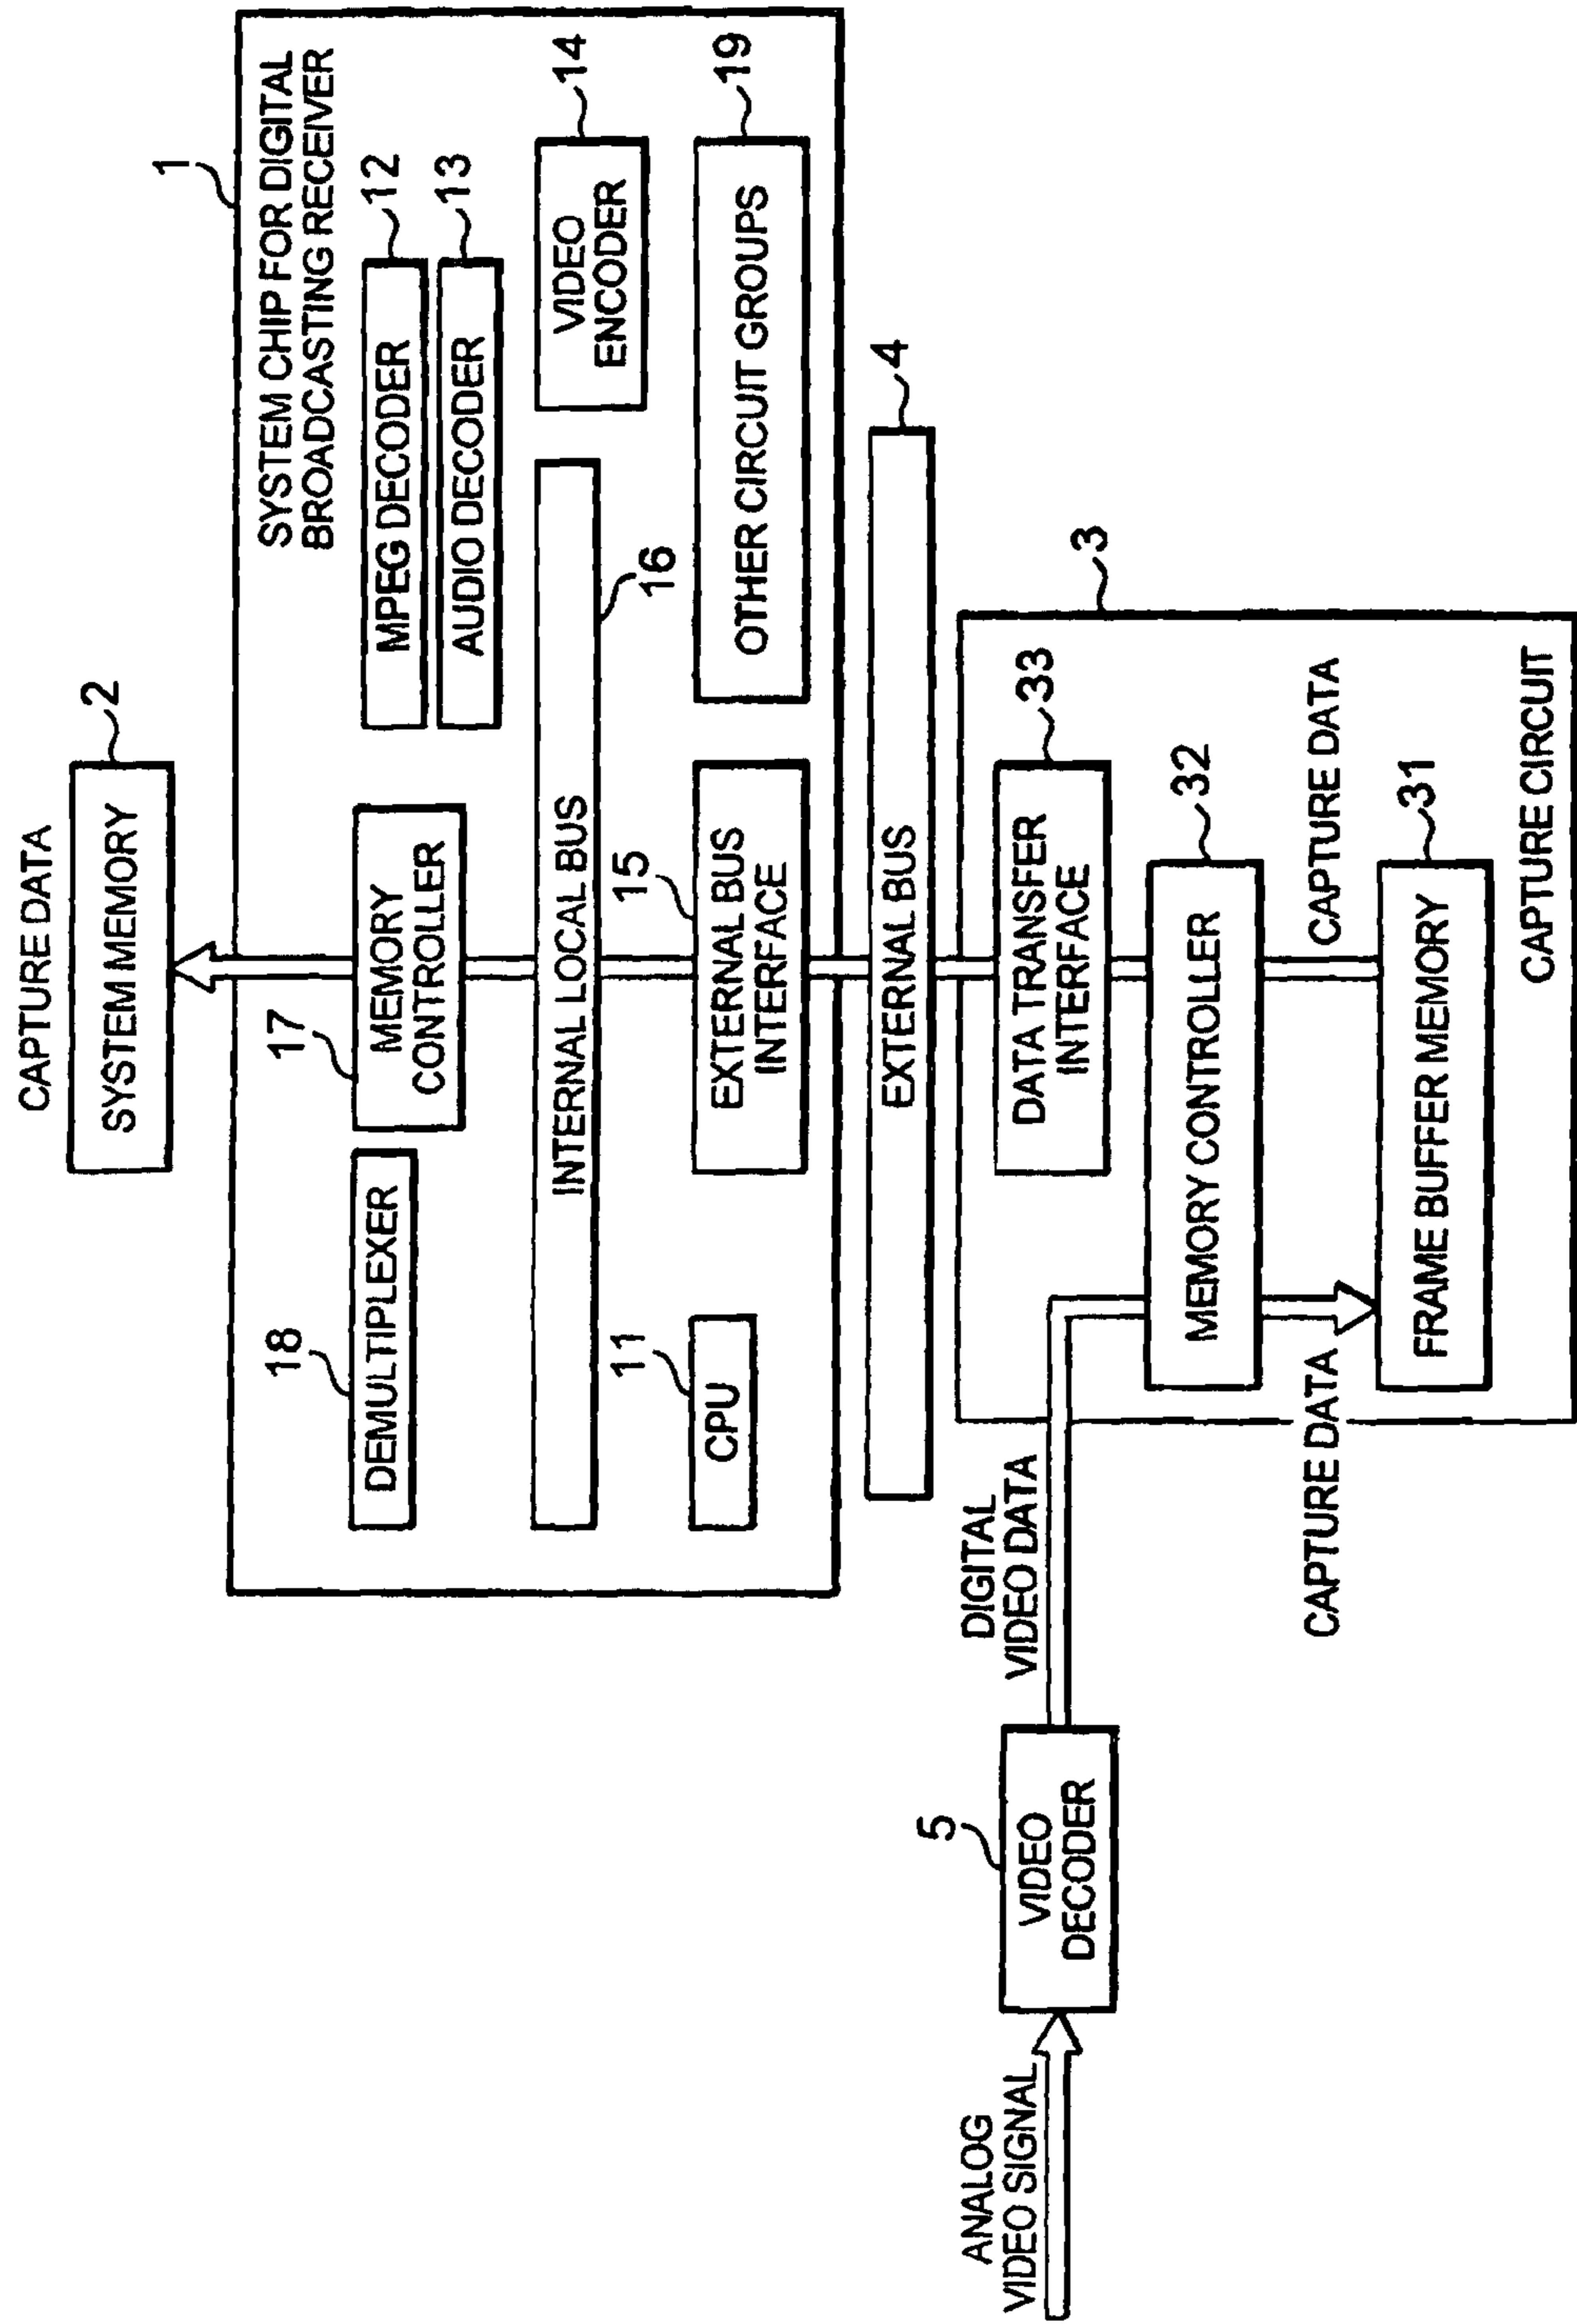 CAPTURE DATA
SYSTEM MEMORY
2
1
SYSTEM CHIP FOR DIGITAL
BROADCASTING RECEIVER
18
DEMULTIPLEXER
17
MEMORY
CONTROLLER
MPEG DECODER
12
AUDIO DECODER
13
INTERNAL LOCAL BUS
16
VIDEO
ENCODER
14
11
CPU
15
EXTERNAL BUS
INTERFACE
OTHER CIRCUIT GROUPS
19
EXTERNAL BUS
4
ANALOG
VIDEO SIGNAL
5
VIDEO
DECODER
DIGITAL
VIDEO DATA
3
DATA TRANSFER
INTERFACE
33
MEMORY CONTROLLER
32
CAPTURE DATA
CAPTURE DATA
FRAME BUFFER MEMORY
31
CAPTURE CIRCUIT